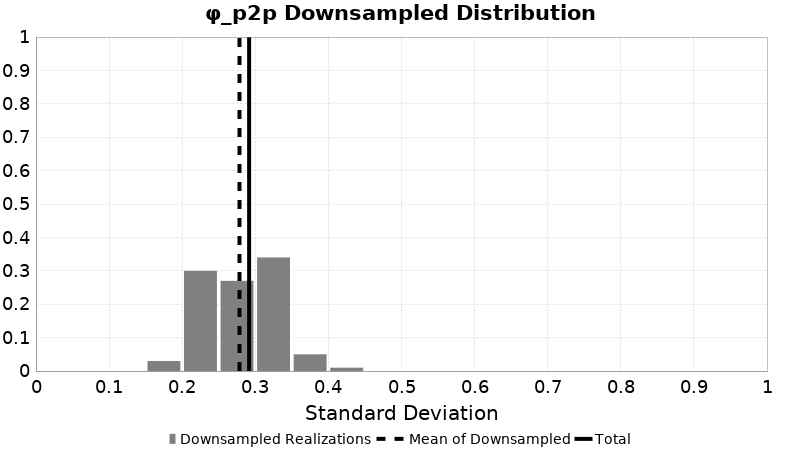 φ_p2p Downsampled Distribution
1
0.9
0.8
0.7
0.6
0.5
0.4
0.3
0.2
0.1
0
0 0.1 0.2 0.3 0.4 0.5 0.6 0.7 0.8 0.9 1
Standard Deviation
Downsampled Realizations Mean of Downsampled Total